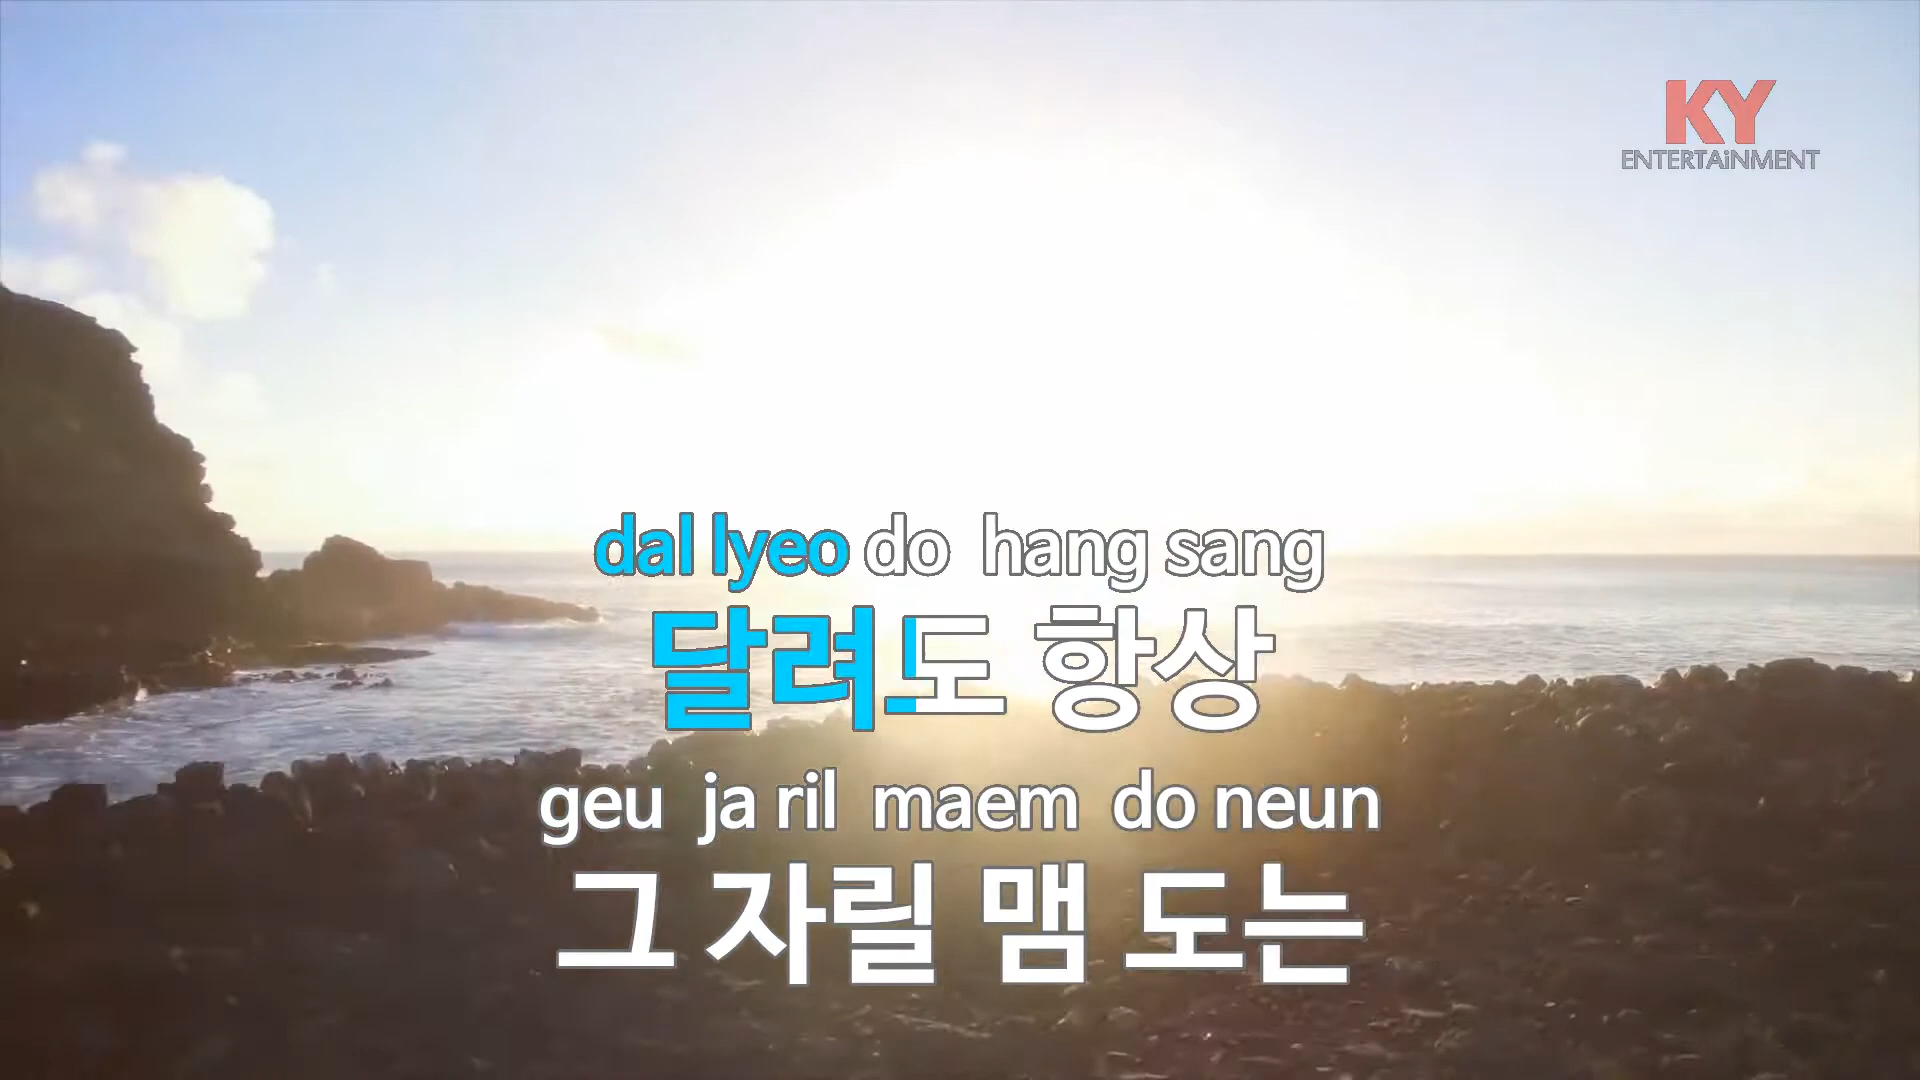 KY
ENTERTAiNMENT
dal lyeo do hang sang
달려도 항상
geu ja ril maem do neun
그 자릴 맴 도는